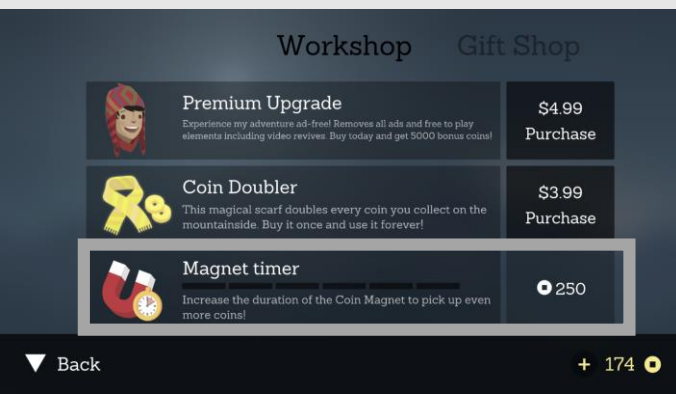 Workshop Gift Shop
Premium Upgrade
Experience my adventure ad-free! Removes all ads and free to play
elements including video revives. Buy today and get 5000 bonus coins!
$4.99
Purchase
Coin Doubler
This magical scarf doubles every coin you collect on the
mountainside. Buy it once and use it forever!
$3.99
Purchase
Magnet timer
Increase the duration of the Coin Magnet to pick up even
more coins!
250
Back
+ 174